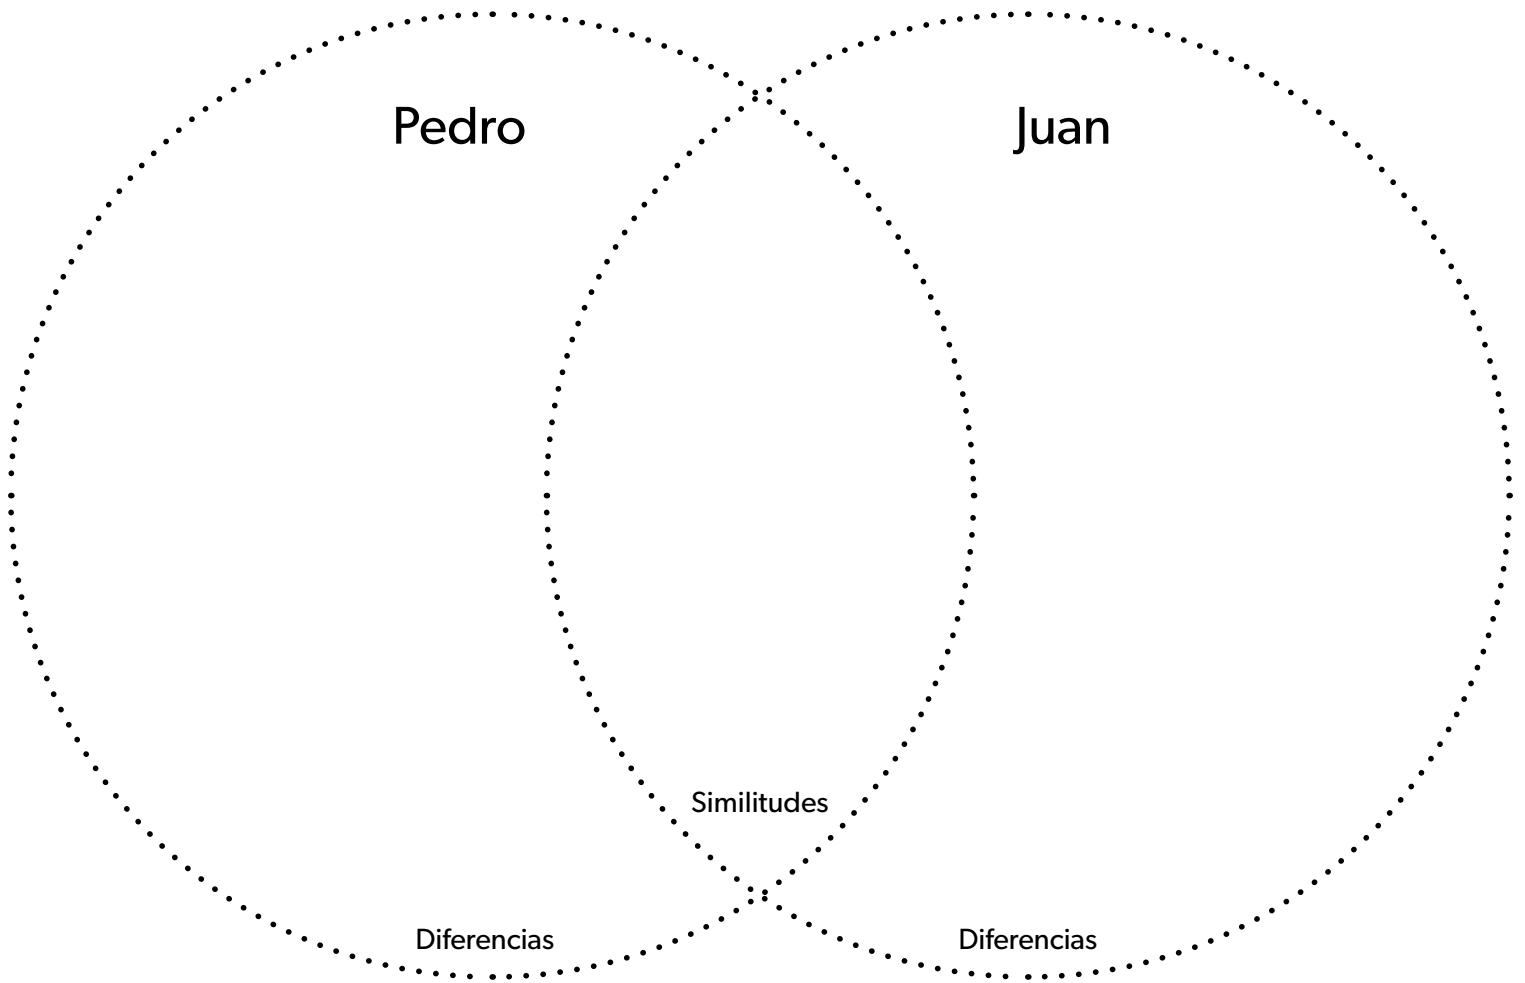 Pedro
Juan
Similitudes
Diferencias
Diferencias